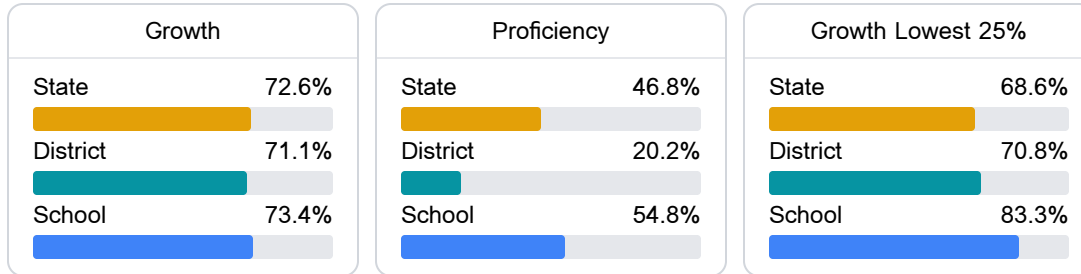 Growth
State 72.6%
District 71.1%
School 73.4%
Proficiency
State 46.8%
District 20.2%
School 54.8%
Growth Lowest 25%
State 68.6%
District 70.8%
School 83.3%